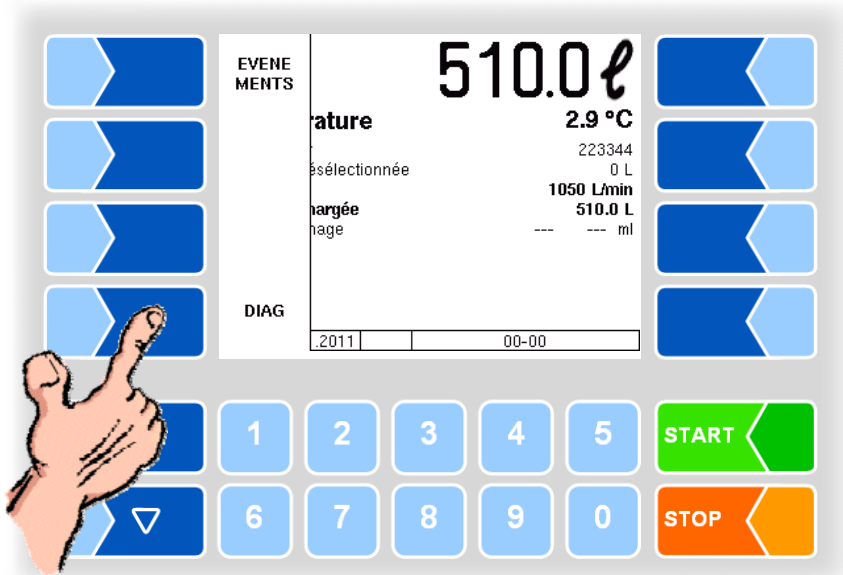 EVENE
MENTS
510.0 ℓ
rature 2.9 °C
223344
ésélectionnée 0 L
1050 L/min
hargée 510.0 L
nage --- --- ml
DIAG
.2011 00-00
1 2 3 4 5 START
6 7 8 9 0 STOP